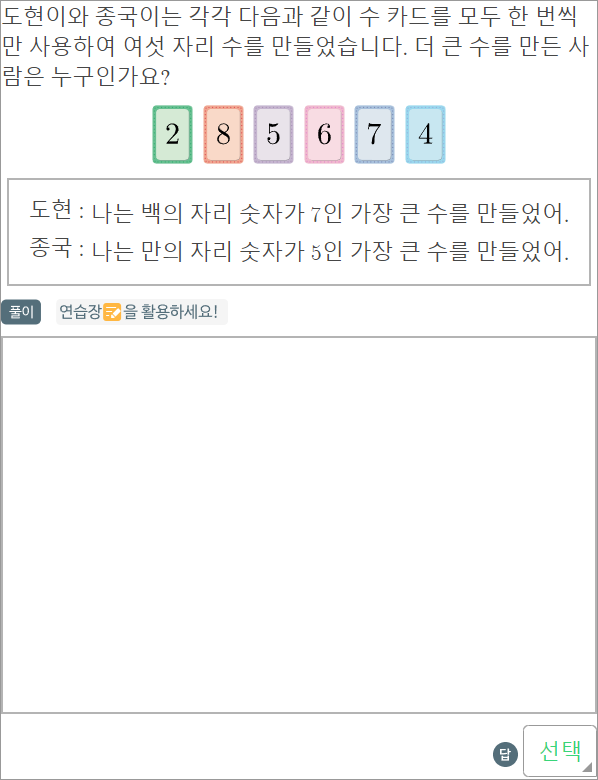 도현이와 종국이는 각각 다음과 같이 수 카드를 모두 한 번씩
만 사용하여 여섯 자리 수를 만들었습니다. 더 큰 수를 만든 사
람은 누구인가요?
2 8 5 6 7 4
도현 : 나는 백의 자리 숫자가 7인 가장 큰 수를 만들었어.
종국 : 나는 만의 자리 숫자가 5인 가장 큰 수를 만들었어.
풀이 연습장을 활용하세요!
답 선택